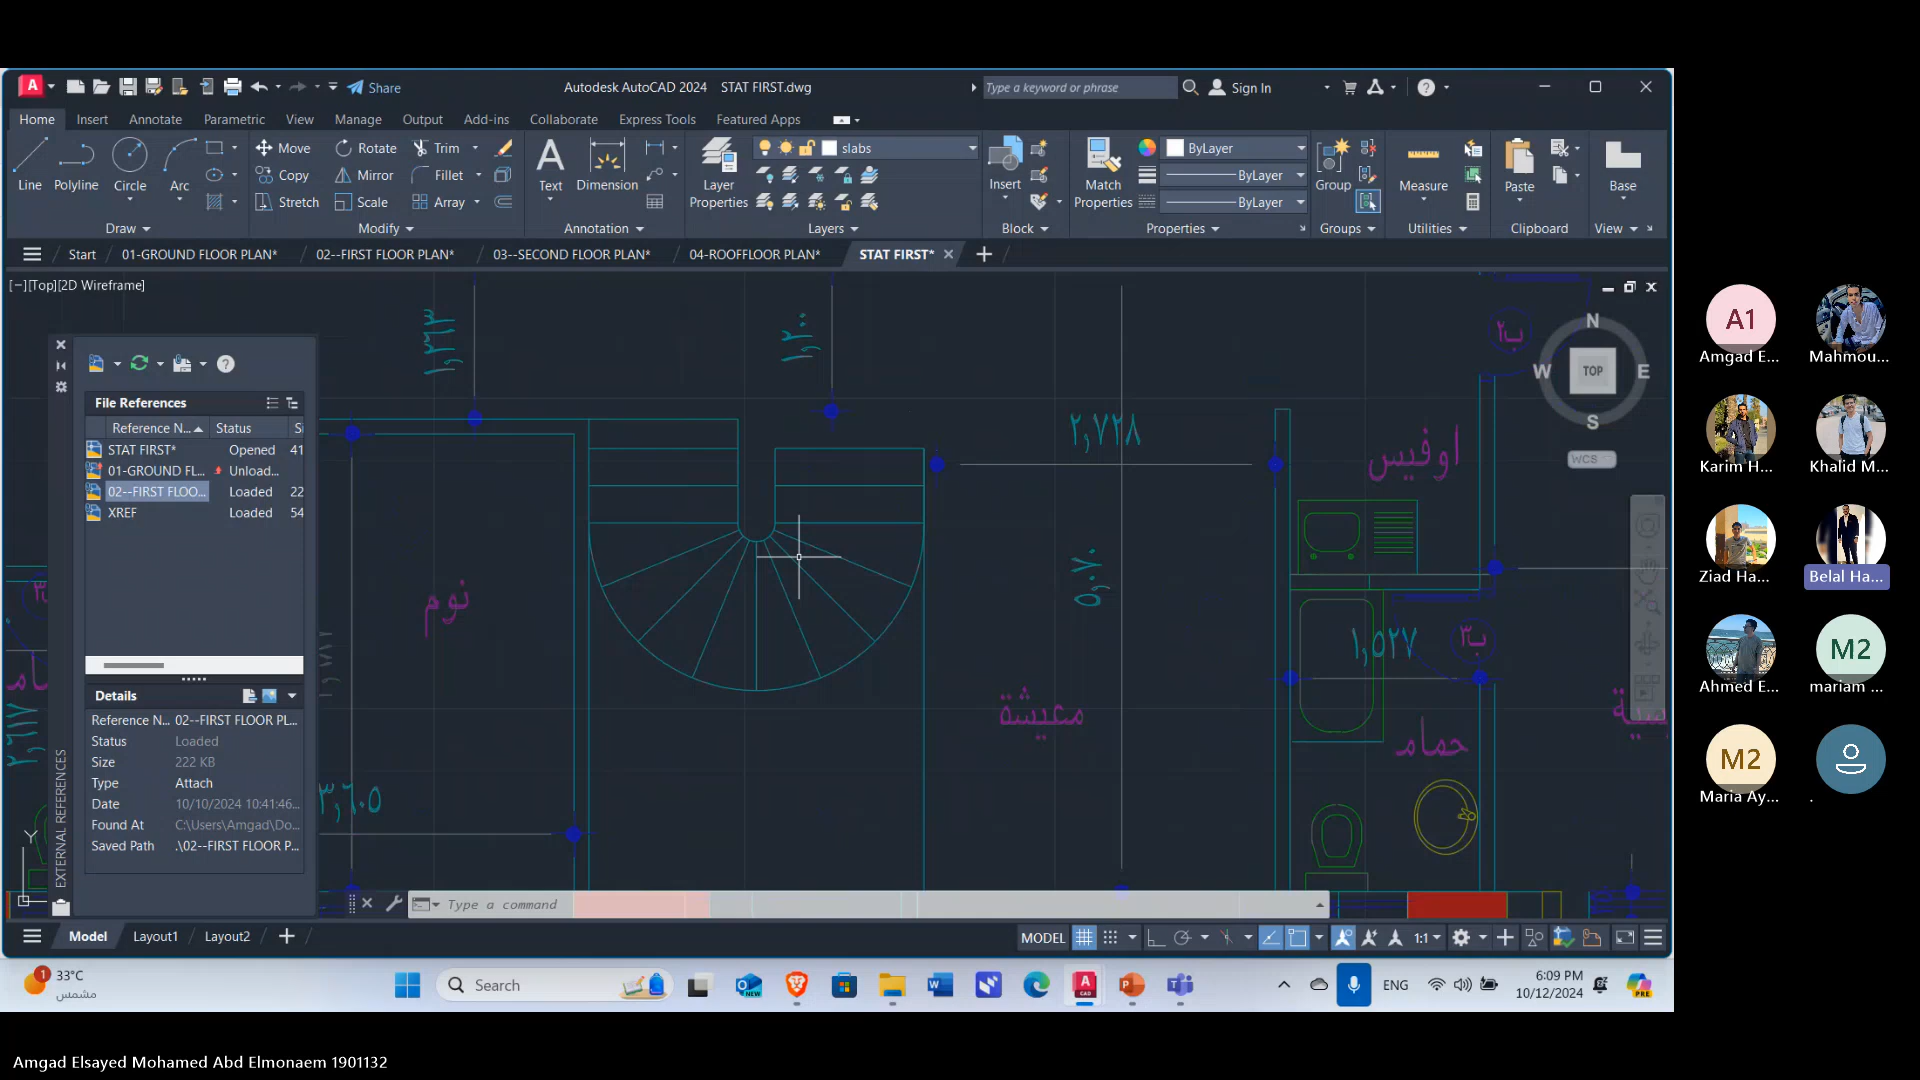 Share
Autodesk AutoCAD 2024 STAT FIRST.dwg
Type a keyword or phrase
Sign In
Home Insert Annotate Parametric View Manage Output Add-ins Collaborate Express Tools Featured Apps
Line Polyline Circle Arc
Move Rotate Trim
Copy Mirror Fillet
Stretch Scale Array
Text Dimension
Layer Properties
slabs
Insert
Match Properties
ByLayer
ByLayer
ByLayer
Group
Measure
Paste
Base
Draw Modify Annotation Layers Block Properties Groups Utilities Clipboard View
Start 01-GROUND FLOOR PLAN* 02--FIRST FLOOR PLAN* 03--SECOND FLOOR PLAN* 04-ROOFFLOOR PLAN* STAT FIRST*
[−][Top][2D Wireframe]
File References
Reference N... Status Si
STAT FIRST* Opened 41
01-GROUND FL... Unload...
02--FIRST FLOO... Loaded 22
XREF Loaded 54
Details
Reference N... 02--FIRST FLOOR PL...
Status Loaded
Size 222 KB
Type Attach
Date 10/10/2024 10:41:46...
Found At C:\Users\Amgad\Do...
Saved Path .\02--FIRST FLOOR P...
EXTERNAL REFERENCES
١,٢٠٠
٢,٧٢٨
اوفيس
ب٢
N
W TOP E
S
WCS
نوم
٥,٠٧٠
١,٥٢٧
ب٣
معيشة
حمام
٣,٦٠٥
Y
Type a command
Model Layout1 Layout2
MODEL 1:1
33°C
مشمس
Search
ENG
6:09 PM
10/12/2024
A1
Amgad E...
Mahmou...
Karim H...
Khalid M...
Ziad Ha...
Belal Ha...
Ahmed E...
M2
mariam ...
M2
Maria Ay...
.
Amgad Elsayed Mohamed Abd Elmonaem 1901132